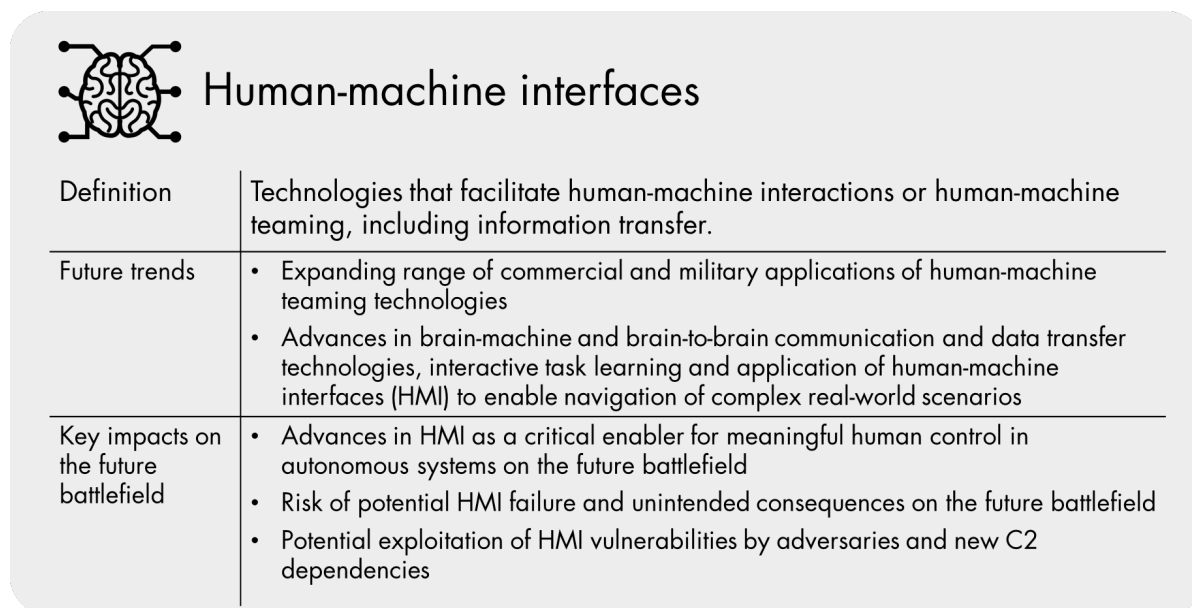 Human-machine interfaces
Definition
Technologies that facilitate human-machine interactions or human-machine
teaming, including information transfer.
Future trends
• Expanding range of commercial and military applications of human-machine
teaming technologies
• Advances in brain-machine and brain-to-brain communication and data transfer
technologies, interactive task learning and application of human-machine
interfaces (HMI) to enable navigation of complex real-world scenarios
Key impacts on
the future
battlefield
• Advances in HMI as a critical enabler for meaningful human control in
autonomous systems on the future battlefield
• Risk of potential HMI failure and unintended consequences on the future battlefield
• Potential exploitation of HMI vulnerabilities by adversaries and new C2
dependencies